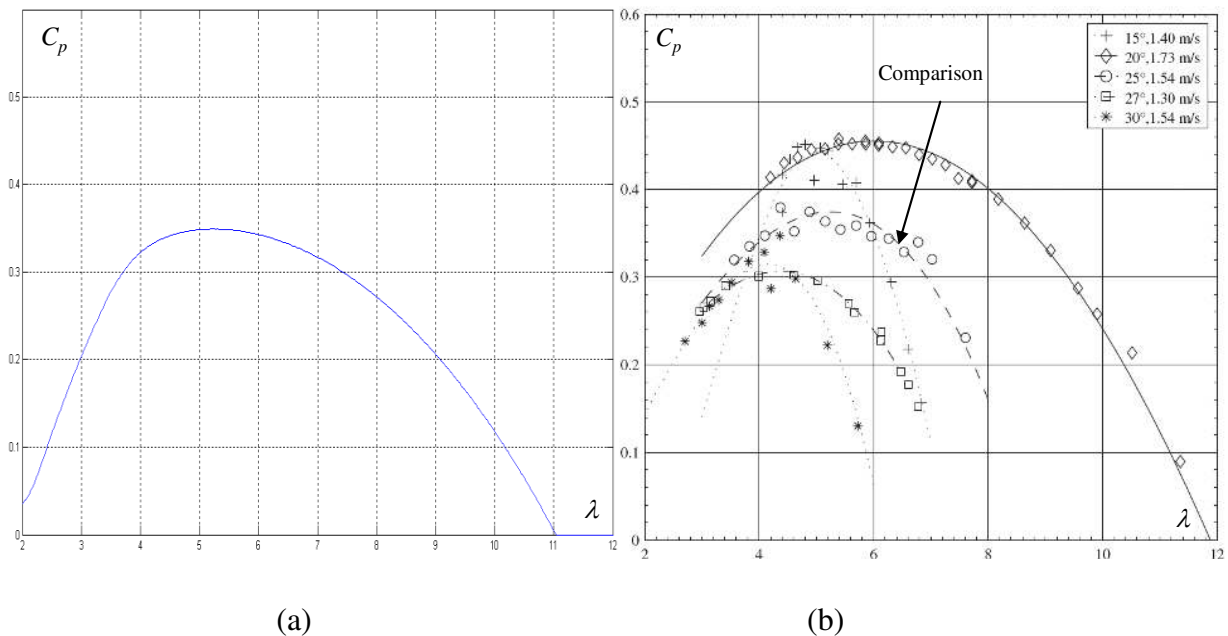 C_p
0.5
0.4
0.3
0.2
0.1
0
2 3 4 5 6 7 8 9 10 11 12
λ
(a)
0.6
C_p
Comparison
15°,1.40 m/s
20°,1.73 m/s
25°,1.54 m/s
27°,1.30 m/s
30°,1.54 m/s
0.5
0.4
0.3
0.2
0.1
0
2 4 6 8 10 12
λ
(b)